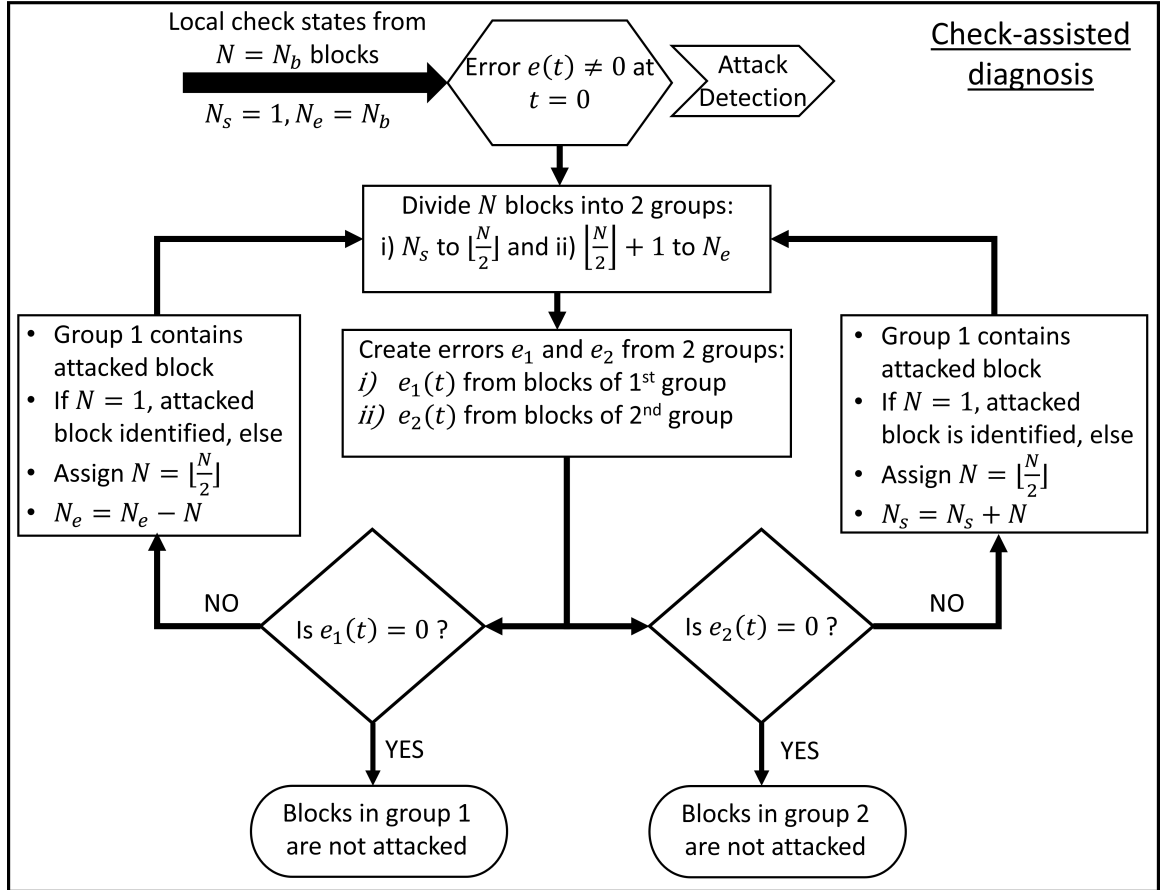 Local check states from
N = N_b blocks
N_s = 1, N_e = N_b
Error e(t) ≠ 0 at
t = 0
Attack
Detection
Check-assisted
diagnosis
Divide N blocks into 2 groups:
i) N_s to ⌊N/2⌋ and ii) ⌊N/2⌋ + 1 to N_e
• Group 1 contains
attacked block
• If N = 1, attacked
block identified, else
• Assign N = ⌊N/2⌋
• N_e = N_e − N
Create errors e_1 and e_2 from 2 groups:
i) e_1(t) from blocks of 1st group
ii) e_2(t) from blocks of 2nd group
• Group 1 contains
attacked block
• If N = 1, attacked
block is identified, else
• Assign N = ⌊N/2⌋
• N_s = N_s + N
NO
Is e_1(t) = 0 ?
Is e_2(t) = 0 ?
NO
YES
YES
Blocks in group 1
are not attacked
Blocks in group 2
are not attacked